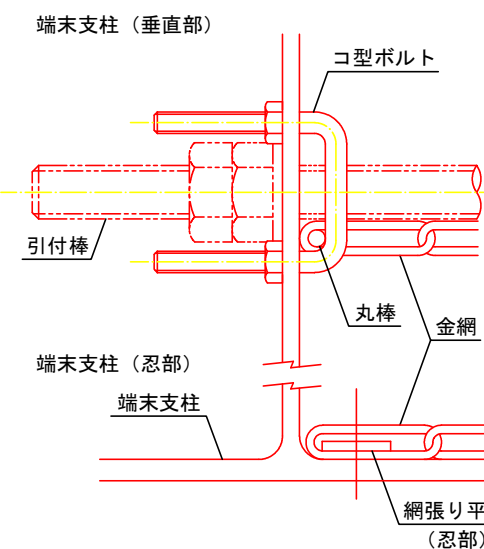 端末支柱（垂直部）
コ型ボルト
引付棒
丸棒
金網
端末支柱（忍部）
端末支柱
網張り平
（忍部）